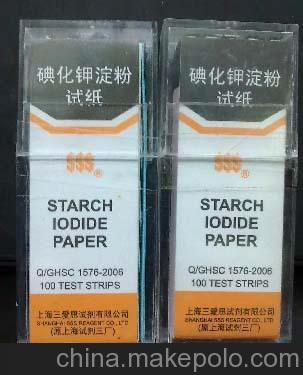 碘化钾淀粉
试纸
SSS®
STARCH
IODIDE
PAPER
Q/GHSC 1576-2006
100 TEST STRIPS
上海三爱思试剂有限公司
SHANGHAI SSS REAGENT CO., LTD
(原上海试剂三厂)
碘化钾淀粉
试纸
SSS®
STARCH
IODIDE
PAPER
Q/GHSC 1576-2006
100 TEST STRIPS
上海三爱思试剂有限公司
SHANGHAI SSS REAGENT CO., LTD
(原上海试剂三厂)
china.makepolo.com